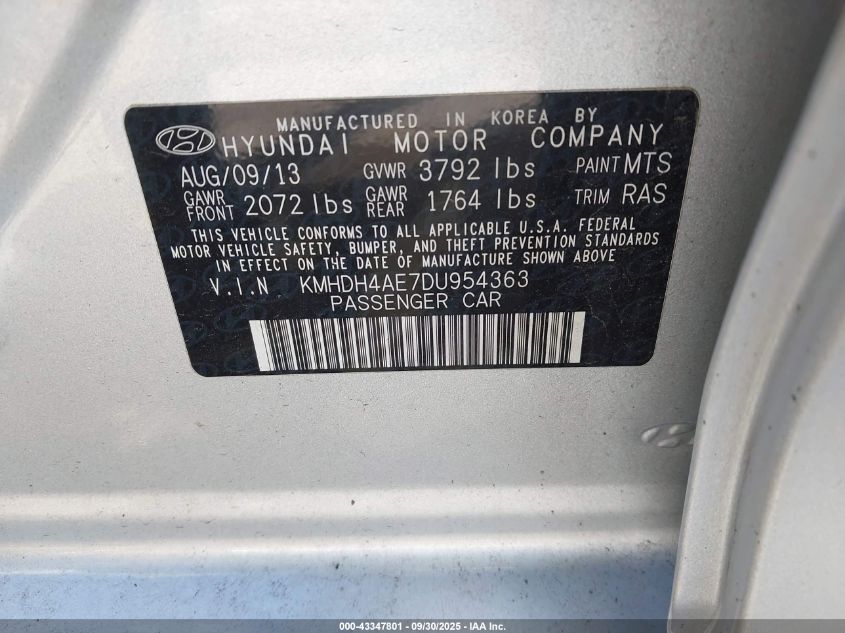 MANUFACTURED IN KOREA BY
HYUNDAI MOTOR COMPANY
AUG/09/13 GVWR 3792 lbs PAINT MTS
GAWR FRONT 2072 lbs GAWR REAR 1764 lbs TRIM RAS
THIS VEHICLE CONFORMS TO ALL APPLICABLE U.S.A. FEDERAL
MOTOR VEHICLE SAFETY, BUMPER, AND THEFT PREVENTION STANDARDS
IN EFFECT ON THE DATE OF MANUFACTURE SHOWN ABOVE
V.I.N KMHDH4AE7DU954363
PASSENGER CAR
000-43347801 - 09/30/2025 - IAA Inc.